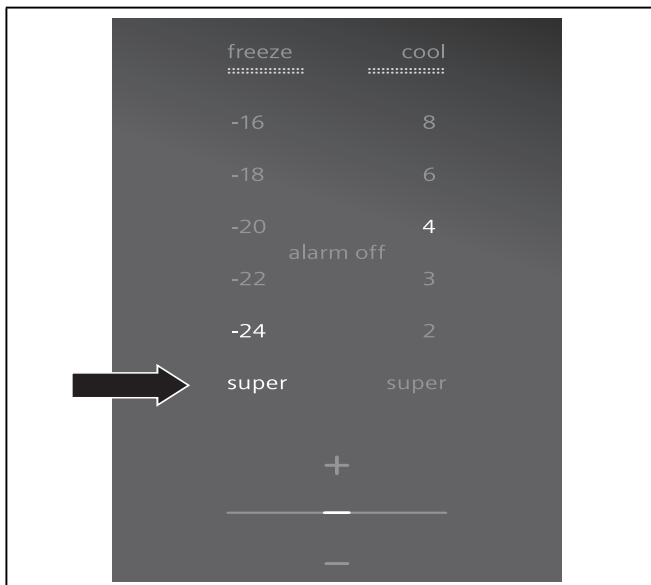 freeze cool
-16 8
-18 6
-20 4
alarm off
-22 3
-24 2
super super
+
–